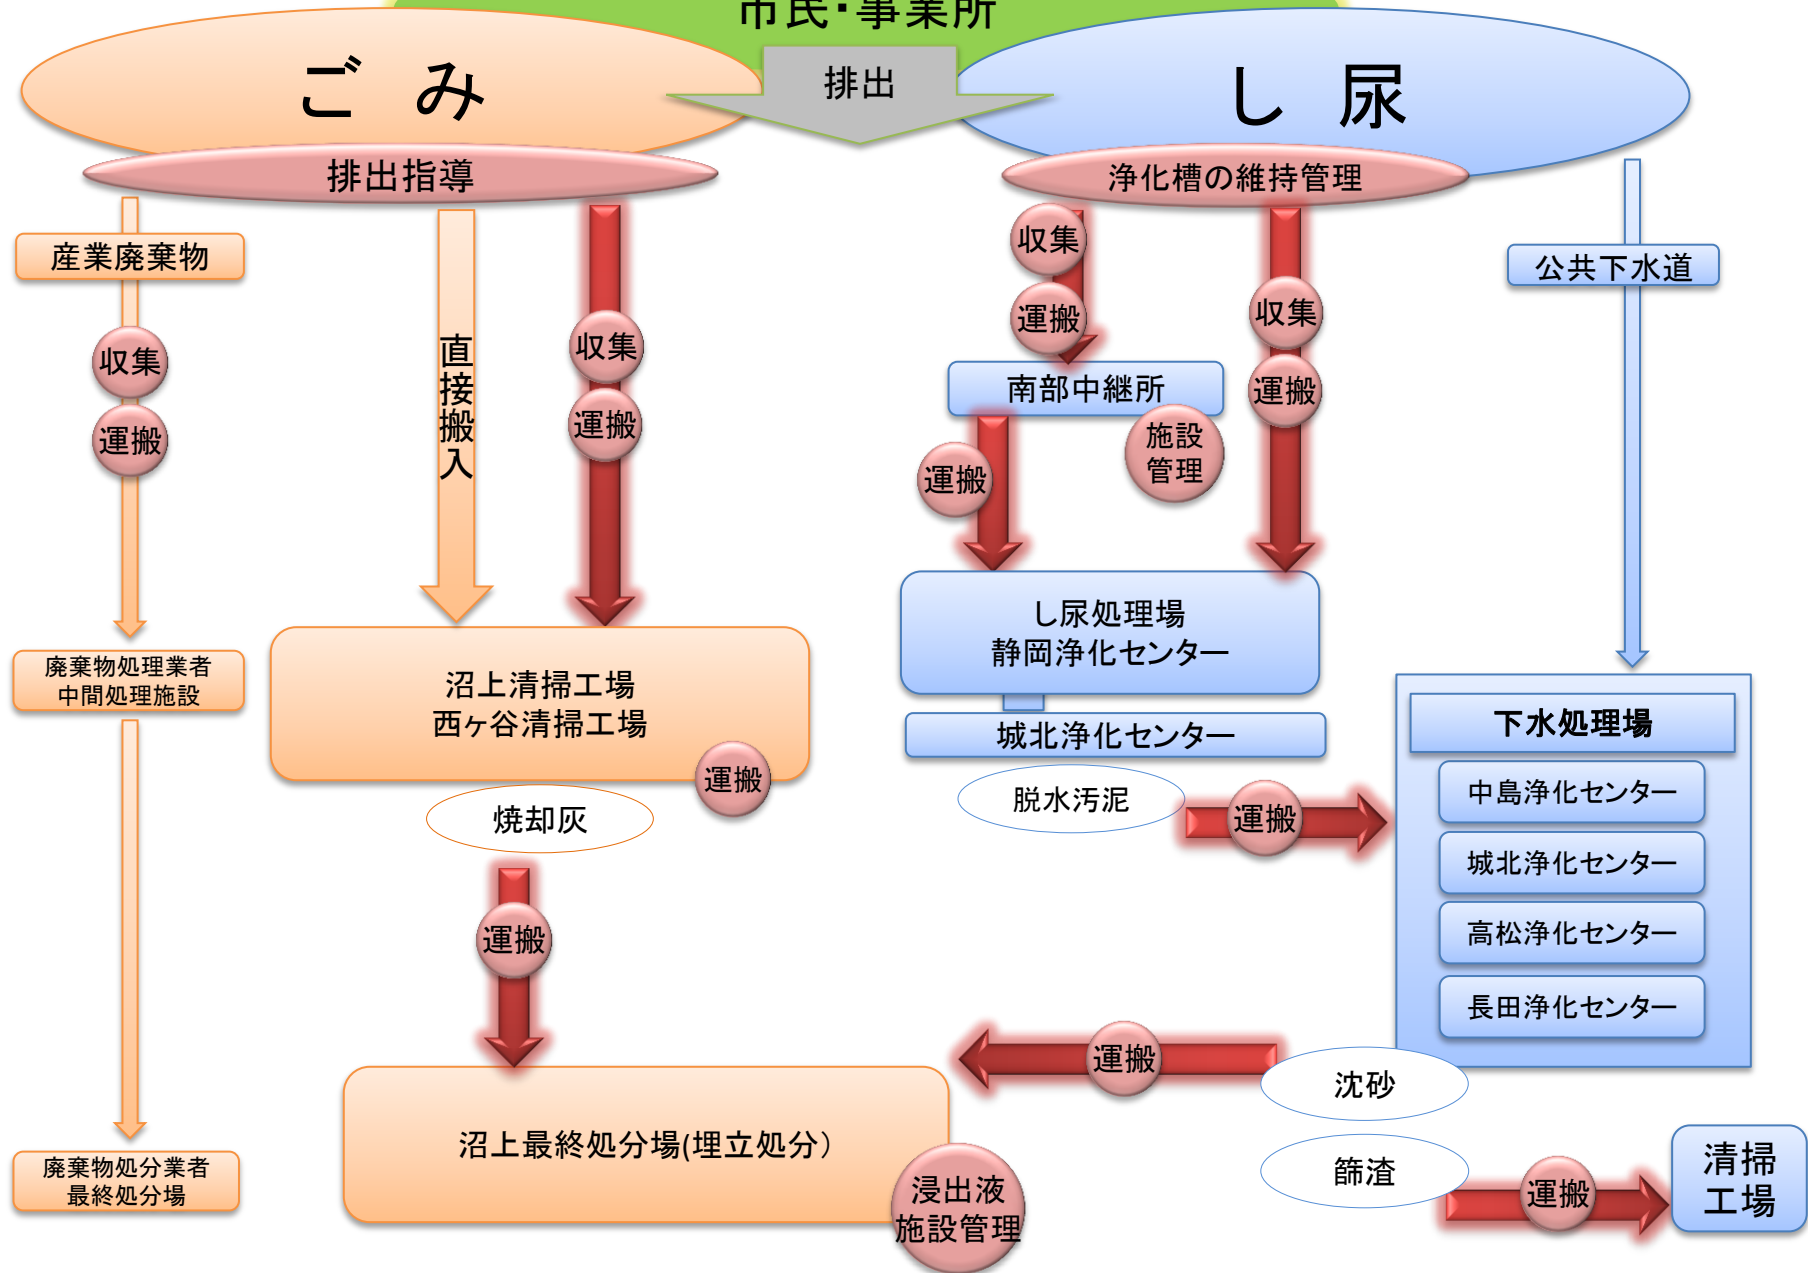 市民・事業所
排出
ご み
し 尿
排出指導
浄化槽の維持管理
産業廃棄物
収集
運搬
直接搬入
収集
運搬
収集
運搬
南部中継所
施設
管理
運搬
収集
運搬
公共下水道
廃棄物処理業者
中間処理施設
沼上清掃工場
西ヶ谷清掃工場
運搬
焼却灰
運搬
し尿処理場
静岡浄化センター
城北浄化センター
脱水汚泥
運搬
下水処理場
中島浄化センター
城北浄化センター
高松浄化センター
長田浄化センター
運搬
沈砂
篩渣
運搬
清掃
工場
廃棄物処分業者
最終処分場
沼上最終処分場(埋立処分）
浸出液
施設管理